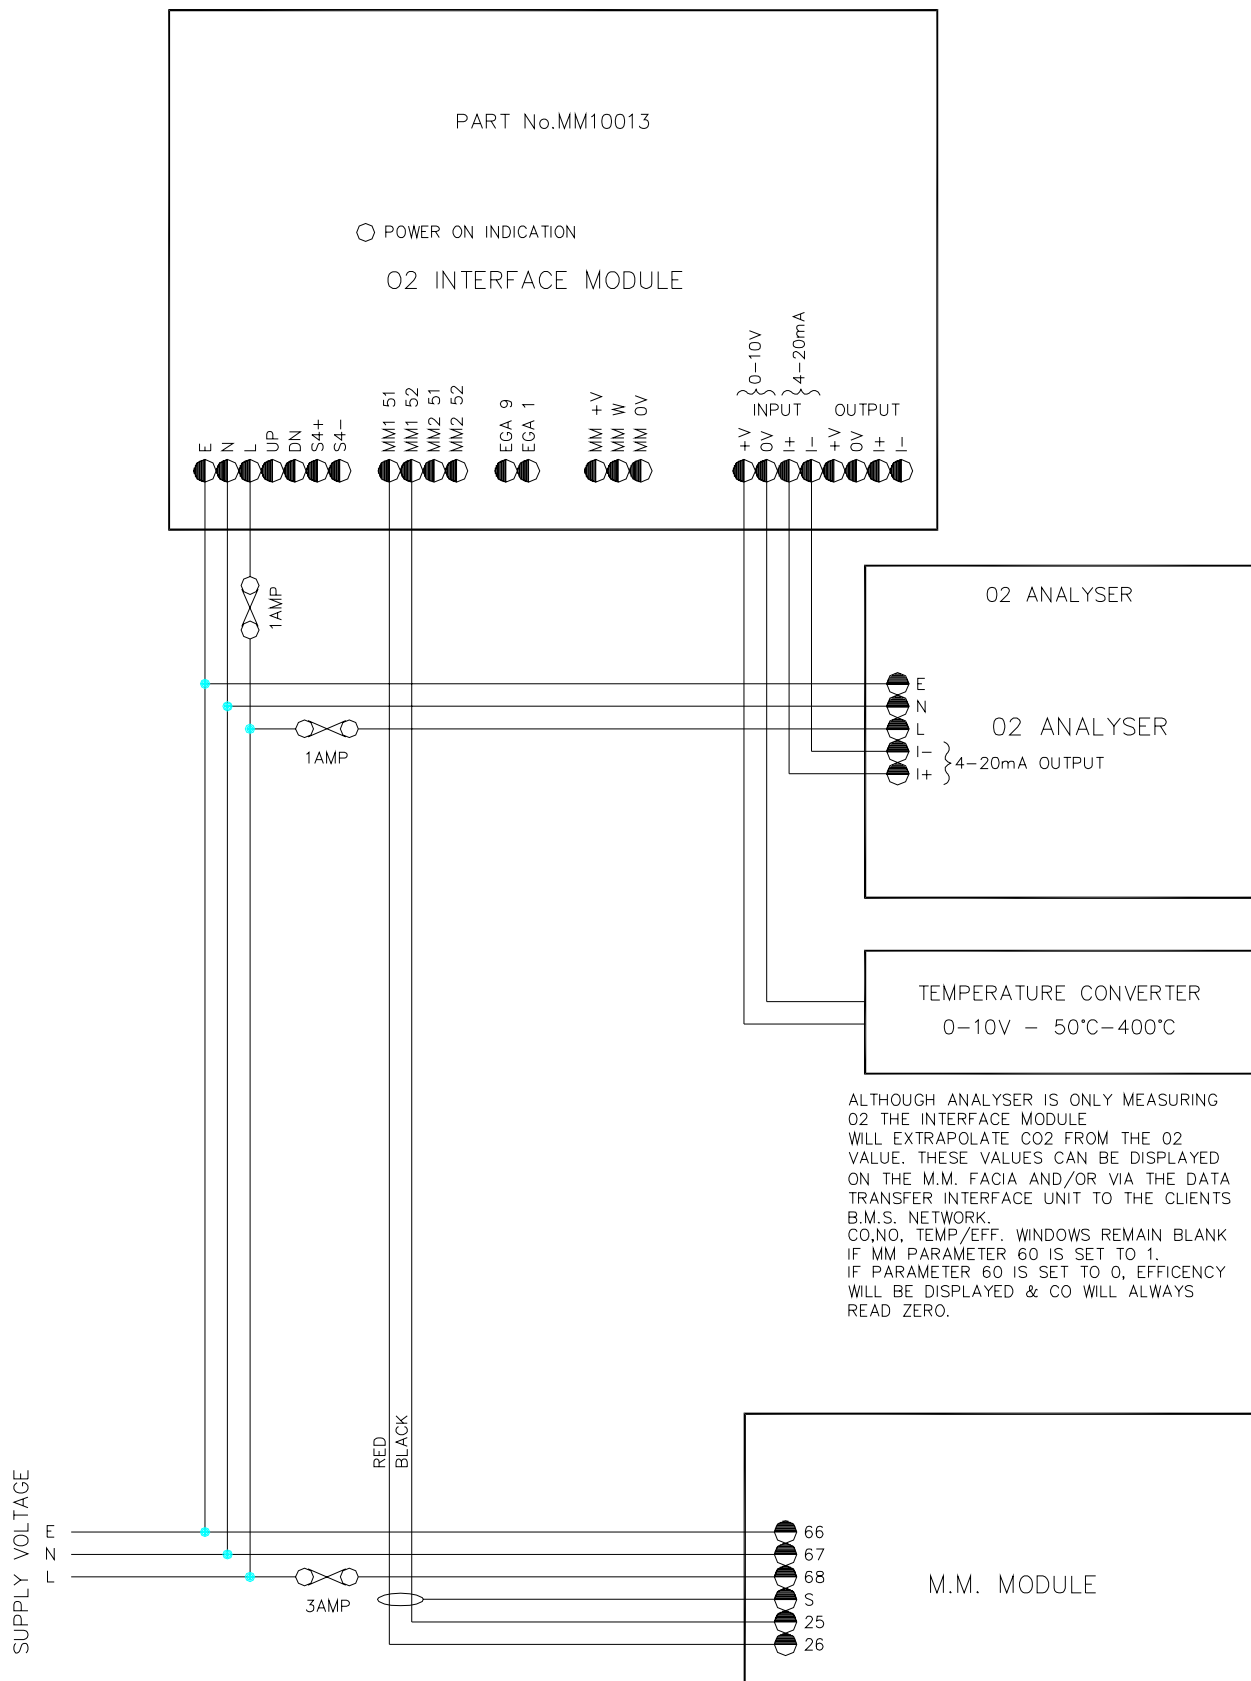 PART No.MM10013
POWER ON INDICATION
O2 INTERFACE MODULE
0-10V
4-20mA
INPUT OUTPUT
E
N
L
UP
DN
S4+
S4-
MM1 51
MM1 52
MM2 51
MM2 52
EGA 9
EGA 1
MM +V
MM W
MM 0V
+V
0V
I+
I-
+V
0V
I+
I-
1AMP
1AMP
O2 ANALYSER
E
N
L
I-
I+
O2 ANALYSER
4-20mA OUTPUT
TEMPERATURE CONVERTER
0-10V - 50°C-400°C
ALTHOUGH ANALYSER IS ONLY MEASURING
O2 THE INTERFACE MODULE
WILL EXTRAPOLATE CO2 FROM THE O2
VALUE. THESE VALUES CAN BE DISPLAYED
ON THE M.M. FACIA AND/OR VIA THE DATA
TRANSFER INTERFACE UNIT TO THE CLIENTS
B.M.S. NETWORK.
CO,NO, TEMP/EFF. WINDOWS REMAIN BLANK
IF MM PARAMETER 60 IS SET TO 1.
IF PARAMETER 60 IS SET TO 0, EFFICENCY
WILL BE DISPLAYED & CO WILL ALWAYS
READ ZERO.
RED
BLACK
SUPPLY VOLTAGE
E
N
L
3AMP
66
67
68
S
25
26
M.M. MODULE